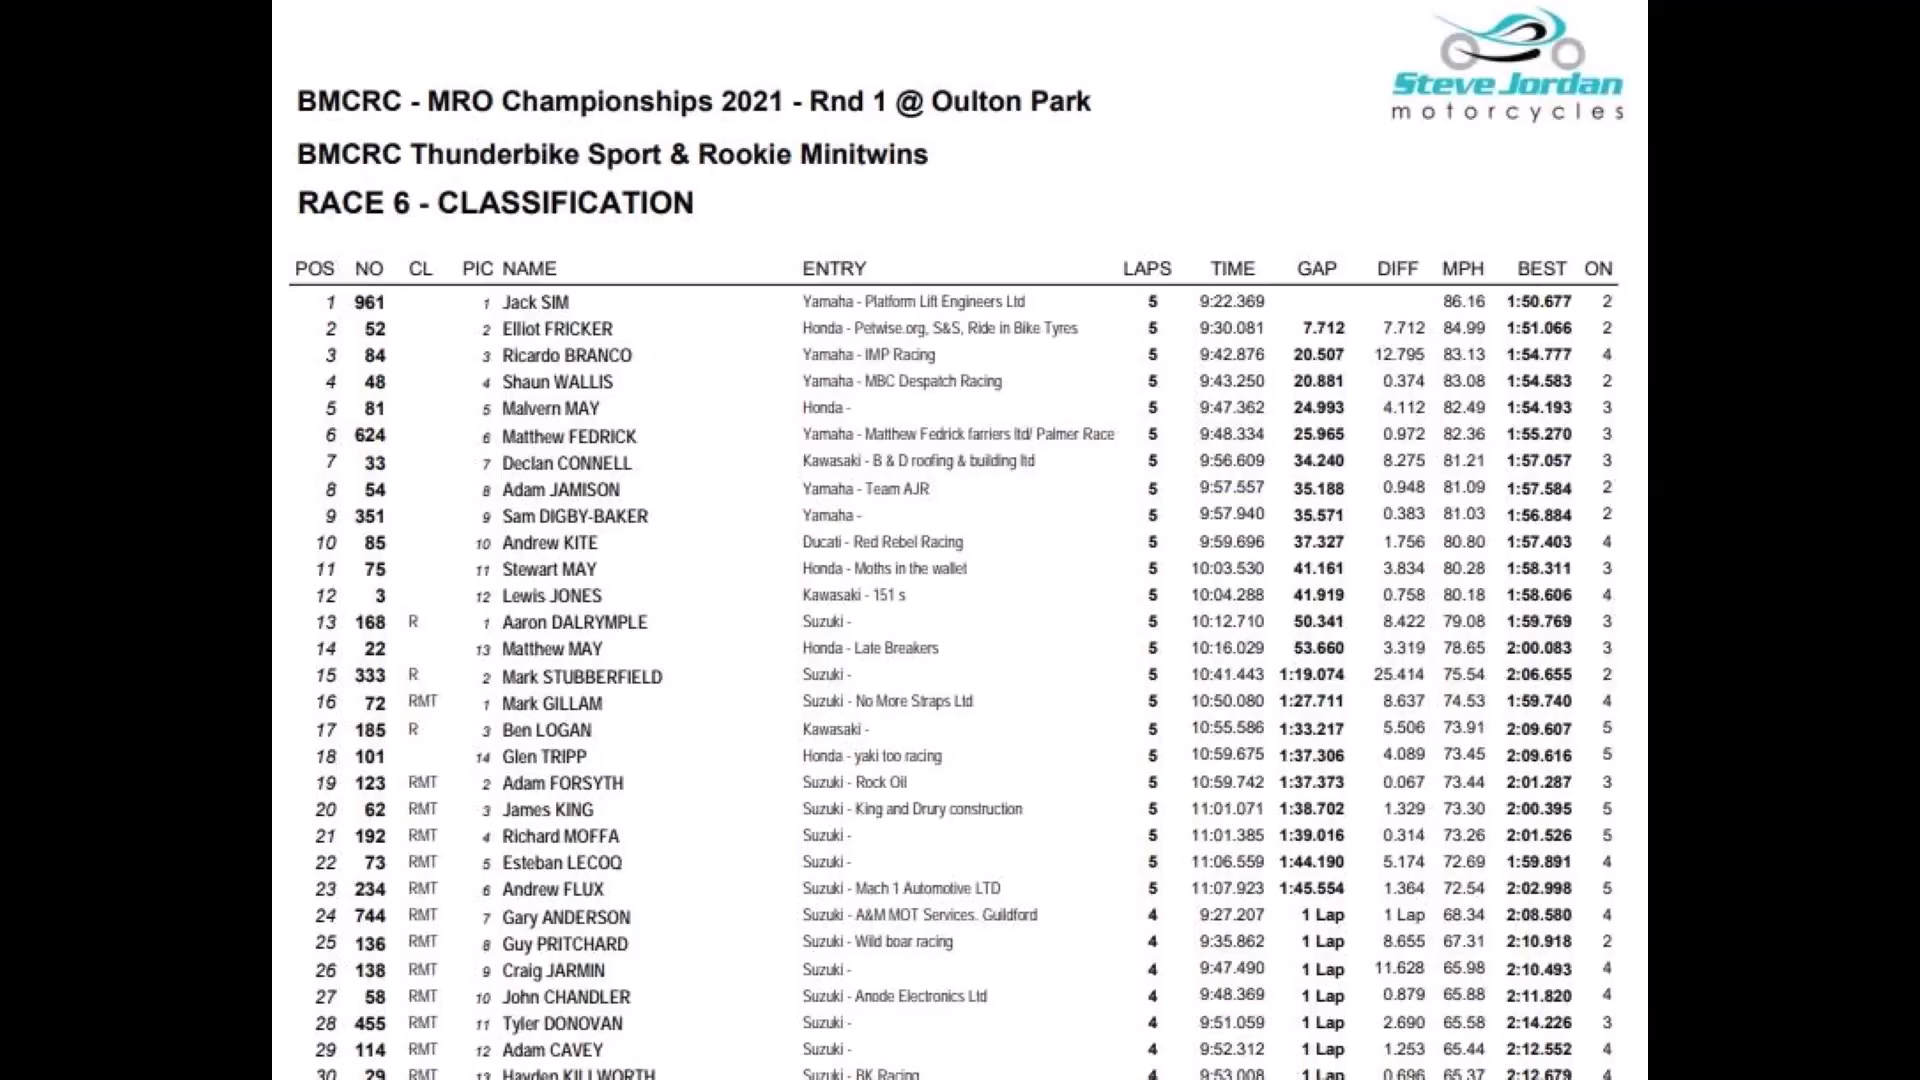 Steve Jordan
motorcycles
BMCRC - MRO Championships 2021 - Rnd 1 @ Oulton Park
BMCRC Thunderbike Sport & Rookie Minitwins
RACE 6 - CLASSIFICATION
POS NO CL PIC NAME ENTRY LAPS TIME GAP DIFF MPH BEST ON
1 961 1 Jack SIM Yamaha - Platform Lift Engineers Ltd 5 9:22.369 86.16 1:50.677 2
2 52 2 Elliot FRICKER Honda - Petwise.org, S&S, Ride in Bike Tyres 5 9:30.081 7.712 7.712 84.99 1:51.066 2
3 84 3 Ricardo BRANCO Yamaha - IMP Racing 5 9:42.876 20.507 12.795 83.13 1:54.777 4
4 48 4 Shaun WALLIS Yamaha - MBC Despatch Racing 5 9:43.250 20.881 0.374 83.08 1:54.583 2
5 81 5 Malvern MAY Honda - 5 9:47.362 24.993 4.112 82.49 1:54.193 3
6 624 6 Matthew FEDRICK Yamaha - Matthew Fedrick farriers ltd/ Palmer Race 5 9:48.334 25.965 0.972 82.36 1:55.270 3
7 33 7 Declan CONNELL Kawasaki - B & D roofing & building ltd 5 9:56.609 34.240 8.275 81.21 1:57.057 3
8 54 8 Adam JAMISON Yamaha - Team AJR 5 9:57.557 35.188 0.948 81.09 1:57.584 2
9 351 9 Sam DIGBY-BAKER Yamaha - 5 9:57.940 35.571 0.383 81.03 1:56.884 2
10 85 10 Andrew KITE Ducati - Red Rebel Racing 5 9:59.696 37.327 1.756 80.80 1:57.403 4
11 75 11 Stewart MAY Honda - Moths in the wallet 5 10:03.530 41.161 3.834 80.28 1:58.311 3
12 3 12 Lewis JONES Kawasaki - 151 s 5 10:04.288 41.919 0.758 80.18 1:58.606 4
13 168 R 1 Aaron DALRYMPLE Suzuki - 5 10:12.710 50.341 8.422 79.08 1:59.769 3
14 22 13 Matthew MAY Honda - Late Breakers 5 10:16.029 53.660 3.319 78.65 2:00.083 3
15 333 R 2 Mark STUBBERFIELD Suzuki - 5 10:41.443 1:19.074 25.414 75.54 2:06.655 2
16 72 RMT 1 Mark GILLAM Suzuki - No More Straps Ltd 5 10:50.080 1:27.711 8.637 74.53 1:59.740 4
17 185 R 3 Ben LOGAN Kawasaki - 5 10:55.586 1:33.217 5.506 73.91 2:09.607 5
18 101 14 Glen TRIPP Honda - yaki too racing 5 10:59.675 1:37.306 4.089 73.45 2:09.616 5
19 123 RMT 2 Adam FORSYTH Suzuki - Rock Oil 5 10:59.742 1:37.373 0.067 73.44 2:01.287 3
20 62 RMT 3 James KING Suzuki - King and Drury construction 5 11:01.071 1:38.702 1.329 73.30 2:00.395 5
21 192 RMT 4 Richard MOFFA Suzuki - 5 11:01.385 1:39.016 0.314 73.26 2:01.526 5
22 73 RMT 5 Esteban LECOQ Suzuki - 5 11:06.559 1:44.190 5.174 72.69 1:59.891 4
23 234 RMT 6 Andrew FLUX Suzuki - Mach 1 Automotive LTD 5 11:07.923 1:45.554 1.364 72.54 2:02.998 5
24 744 RMT 7 Gary ANDERSON Suzuki - A&M MOT Services. Guildford 4 9:27.207 1 Lap 1 Lap 68.34 2:08.580 4
25 136 RMT 8 Guy PRITCHARD Suzuki - Wild boar racing 4 9:35.862 1 Lap 8.655 67.31 2:10.918 2
26 138 RMT 9 Craig JARMIN Suzuki - 4 9:47.490 1 Lap 11.628 65.98 2:10.493 4
27 58 RMT 10 John CHANDLER Suzuki - Anode Electronics Ltd 4 9:48.369 1 Lap 0.879 65.88 2:11.820 4
28 455 RMT 11 Tyler DONOVAN Suzuki - 4 9:51.059 1 Lap 2.690 65.58 2:14.226 3
29 114 RMT 12 Adam CAVEY Suzuki - 4 9:52.312 1 Lap 1.253 65.44 2:12.552 4
30 29 RMT 13 Hayden KILLWORTH Suzuki - BK Racing 4 9:53.008 1 Lap 0.696 65.37 2:12.679 4